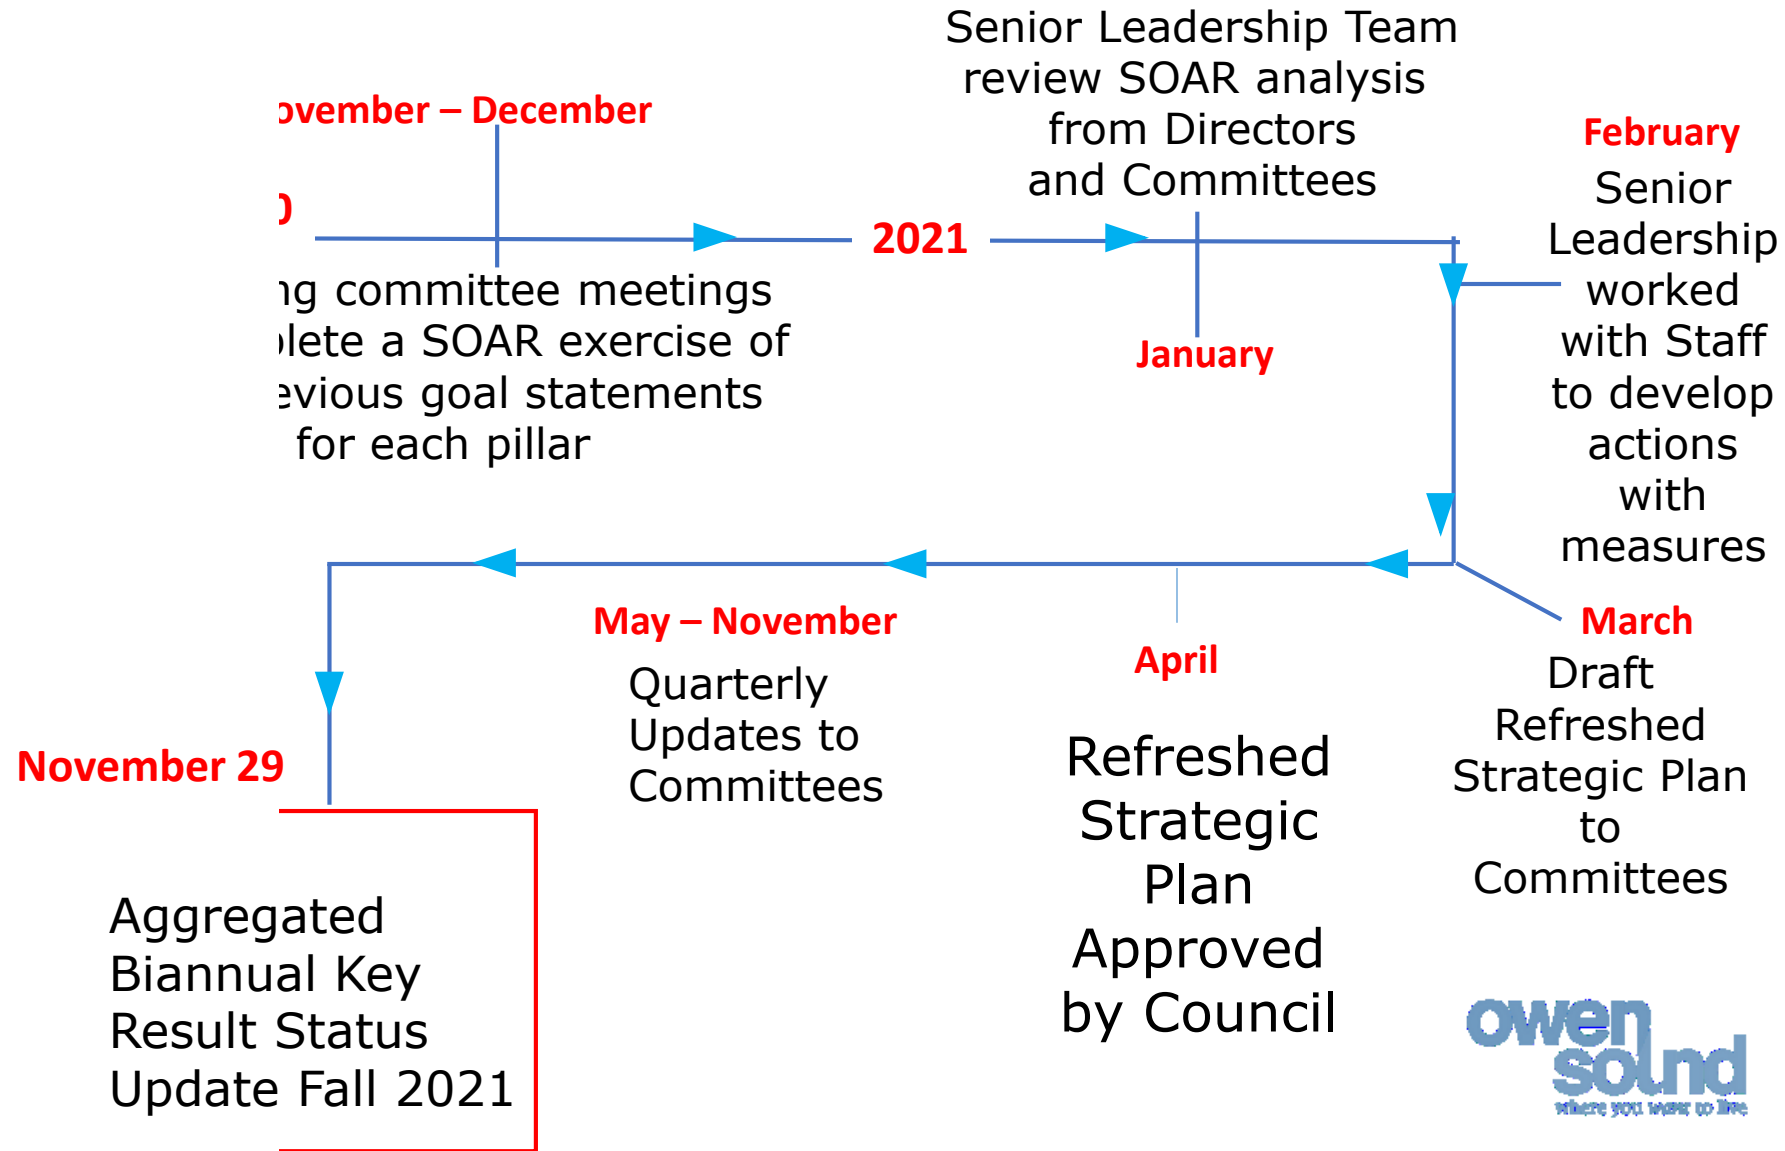 ovember – December
0
ng committee meetings
lete a SOAR exercise of
evious goal statements
for each pillar
2021
Senior Leadership Team
review SOAR analysis
from Directors
and Committees
January
February
Senior
Leadership
worked
with Staff
to develop
actions
with
measures
March
Draft
Refreshed
Strategic Plan
to
Committees
April
Refreshed
Strategic
Plan
Approved
by Council
May – November
Quarterly
Updates to
Committees
November 29
Aggregated
Biannual Key
Result Status
Update Fall 2021
owen
sound
where you want to live